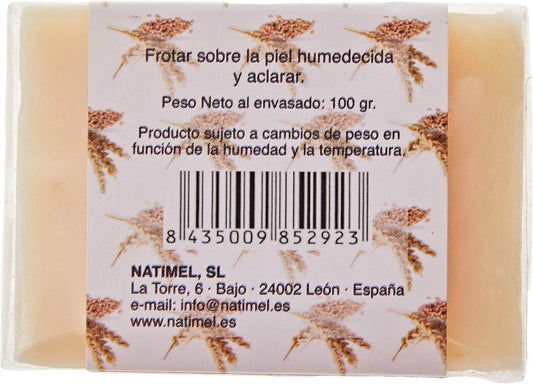 Frotar sobre la piel humedecida
y aclarar.
Peso Neto al envasado: 100 gr.
Producto sujeto a cambios de peso en
función de la humedad y la temperatura.
8 435009 852923
NATIMEL, SL
La Torre, 6 · Bajo · 24002 León · España
e-mail: info@natimel.es
www.natimel.es